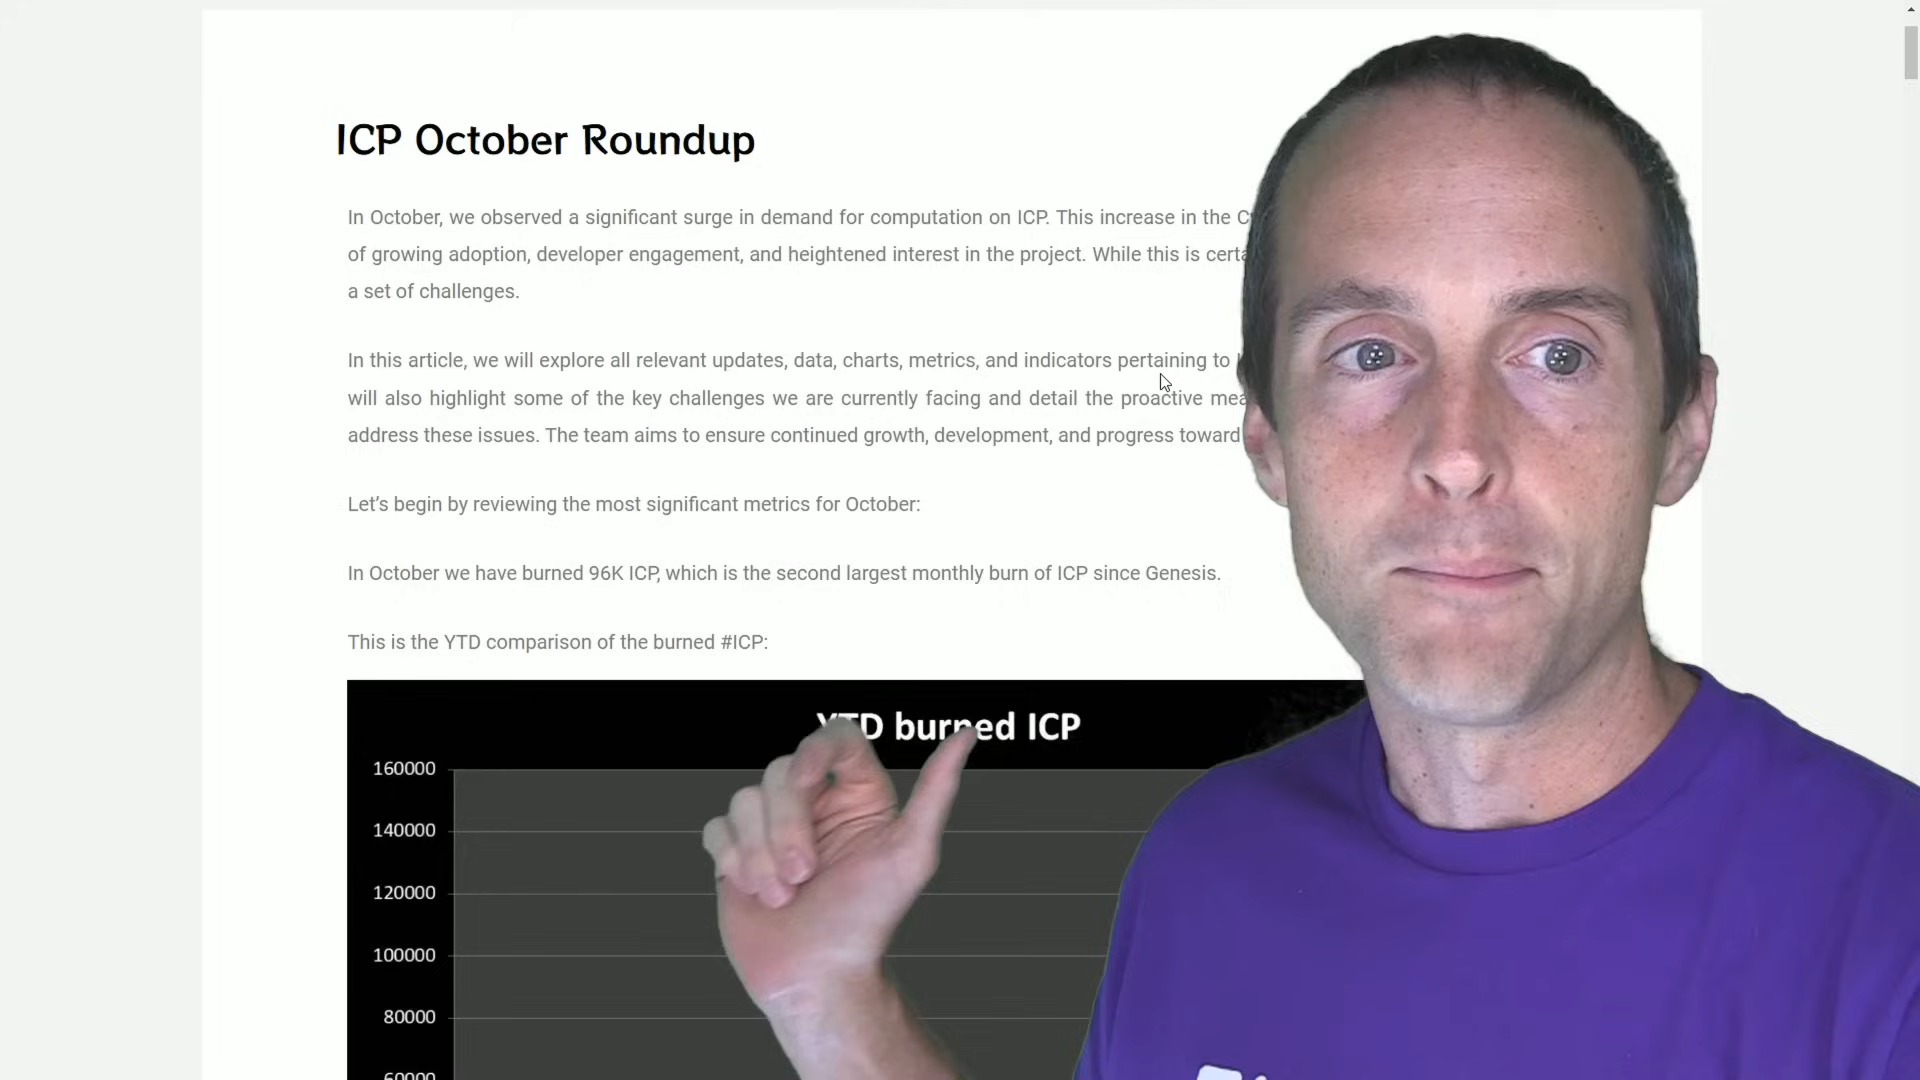 ICP October Roundup
In October, we observed a significant surge in demand for computation on ICP. This increase in the
of growing adoption, developer engagement, and heightened interest in the project. While this is
a set of challenges.
In this article, we will explore all relevant updates, data, charts, metrics, and indicators pertaining to
will also highlight some of the key challenges we are currently facing and detail the proactive
address these issues. The team aims to ensure continued growth, development, and progress toward
Let's begin by reviewing the most significant metrics for October:
In October we have burned 96K ICP, which is the second largest monthly burn of ICP since Genesis.
This is the YTD comparison of the burned #ICP:
YTD burned ICP
160000
140000
120000
100000
80000
60000